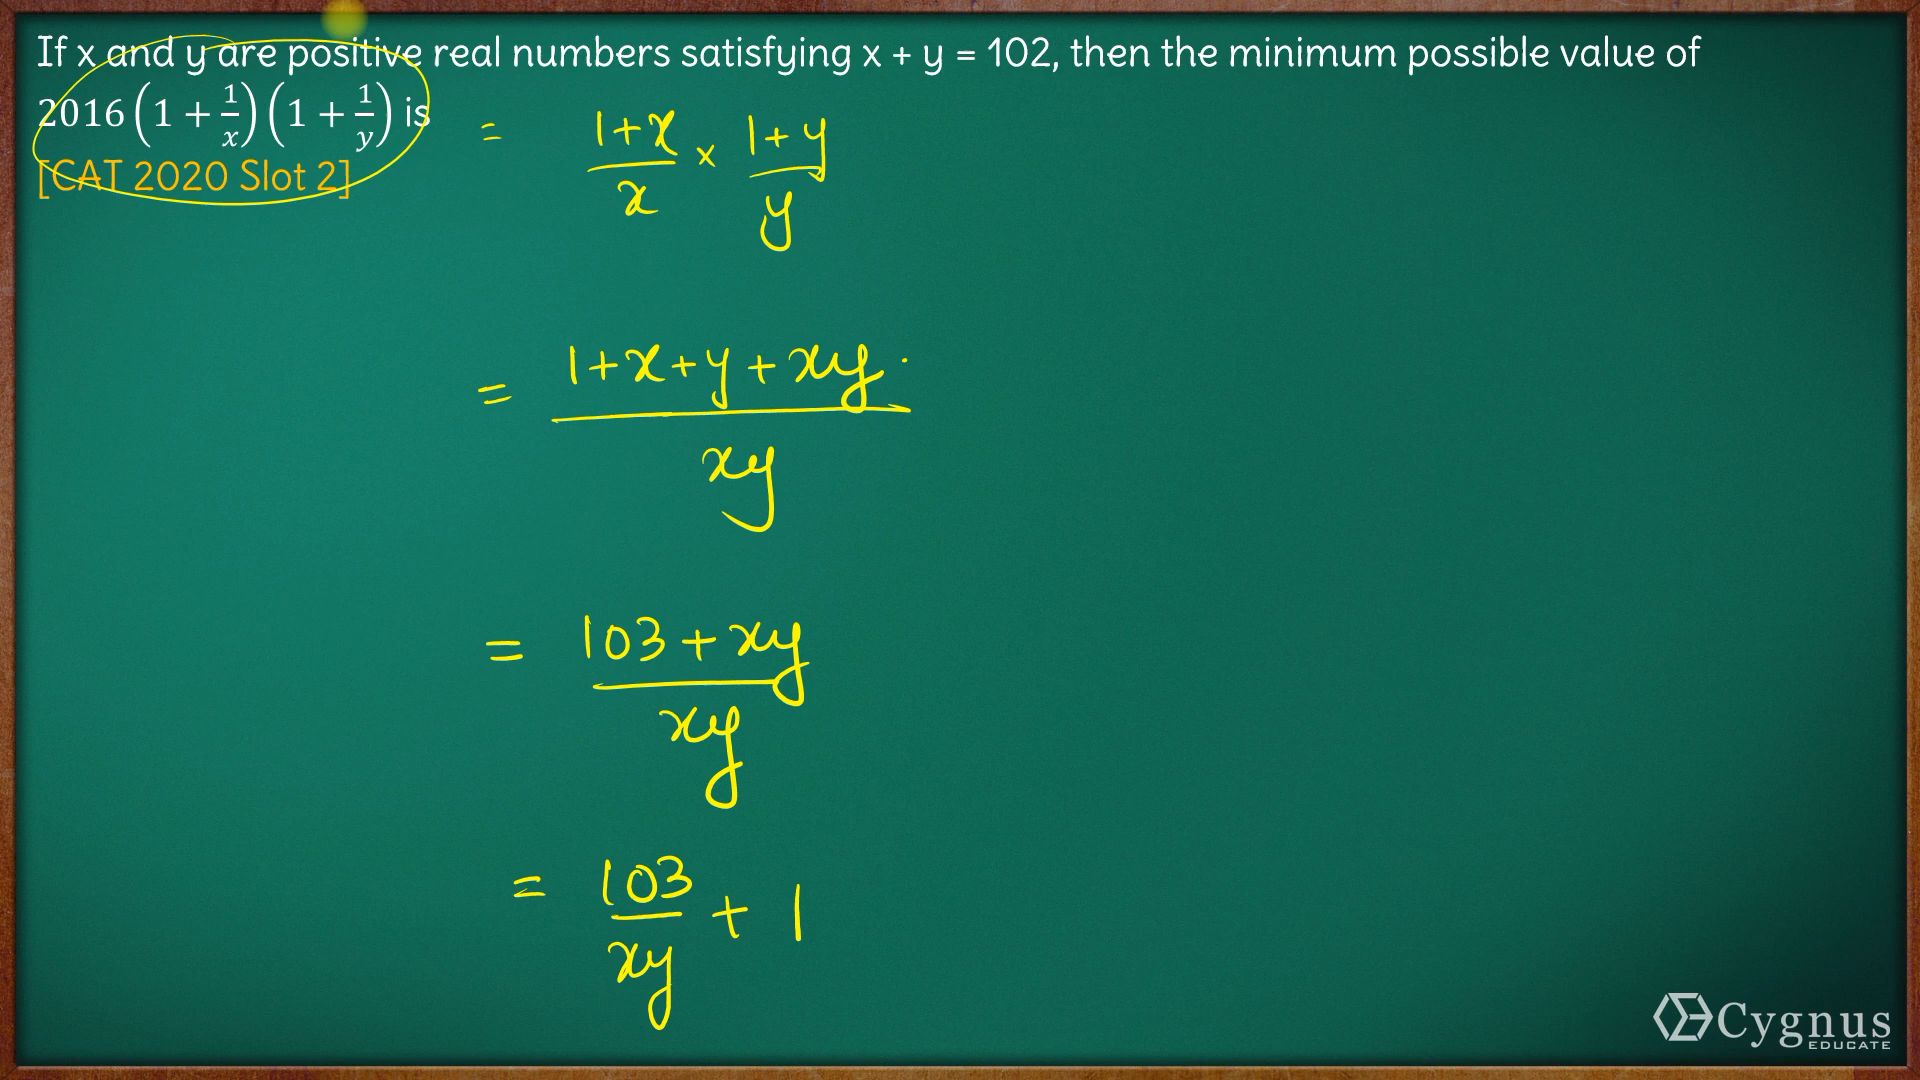 If x and y are positive real numbers satisfying x + y = 102, then the minimum possible value of
2016 (1 + 1/x) (1 + 1/y) is
[CAT 2020 Slot 2]
= (1+x)/x × (1+y)/y
= (1+x+y+xy)/xy
= (103+xy)/xy
= 103/xy + 1
Cygnus
EDUCATE